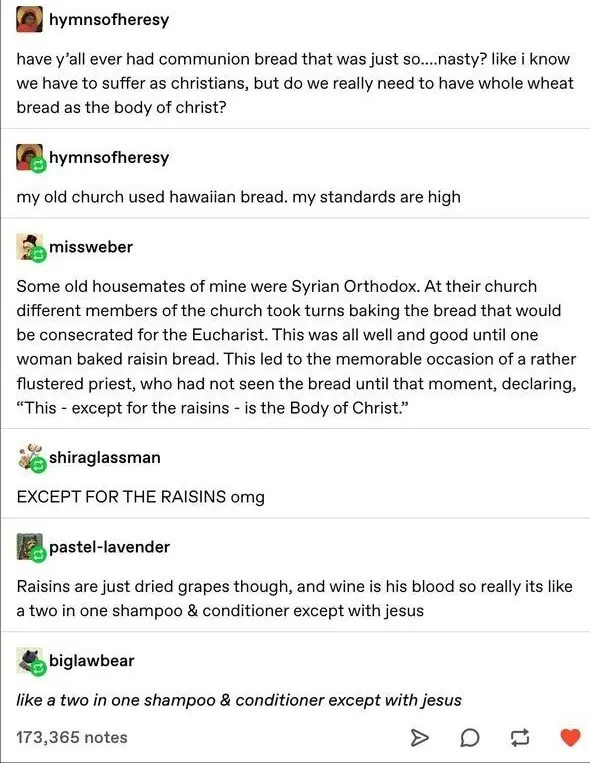 hymnsofheresy
have y’all ever had communion bread that was just so....nasty? like i know
we have to suffer as christians, but do we really need to have whole wheat
bread as the body of christ?
hymnsofheresy
my old church used hawaiian bread. my standards are high
missweber
Some old housemates of mine were Syrian Orthodox. At their church
different members of the church took turns baking the bread that would
be consecrated for the Eucharist. This was all well and good until one
woman baked raisin bread. This led to the memorable occasion of a rather
flustered priest, who had not seen the bread until that moment, declaring,
“This - except for the raisins - is the Body of Christ.”
shiraglassman
EXCEPT FOR THE RAISINS omg
pastel-lavender
Raisins are just dried grapes though, and wine is his blood so really its like
a two in one shampoo & conditioner except with jesus
biglawbear
like a two in one shampoo & conditioner except with jesus
173,365 notes